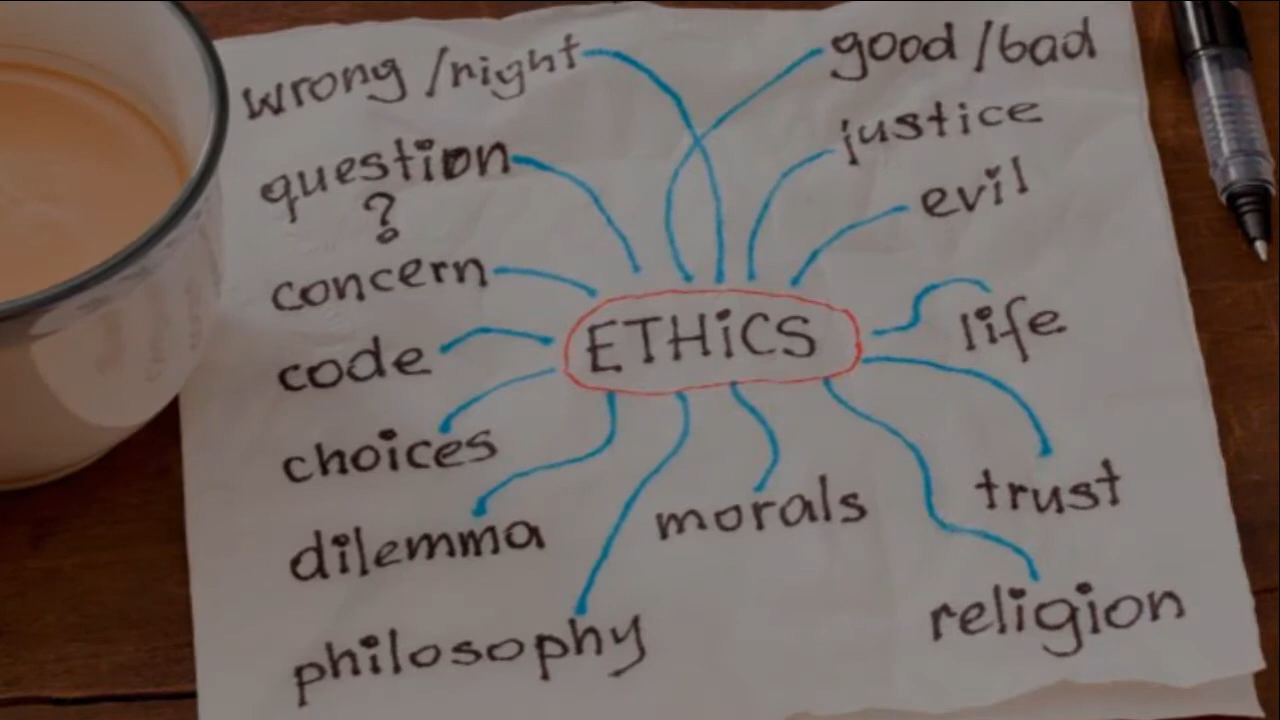 wrong /right
good /bad
question
?
justice
evil
concern
ETHiCS
life
code
choices
trust
morals
dilemma
religion
philosophy